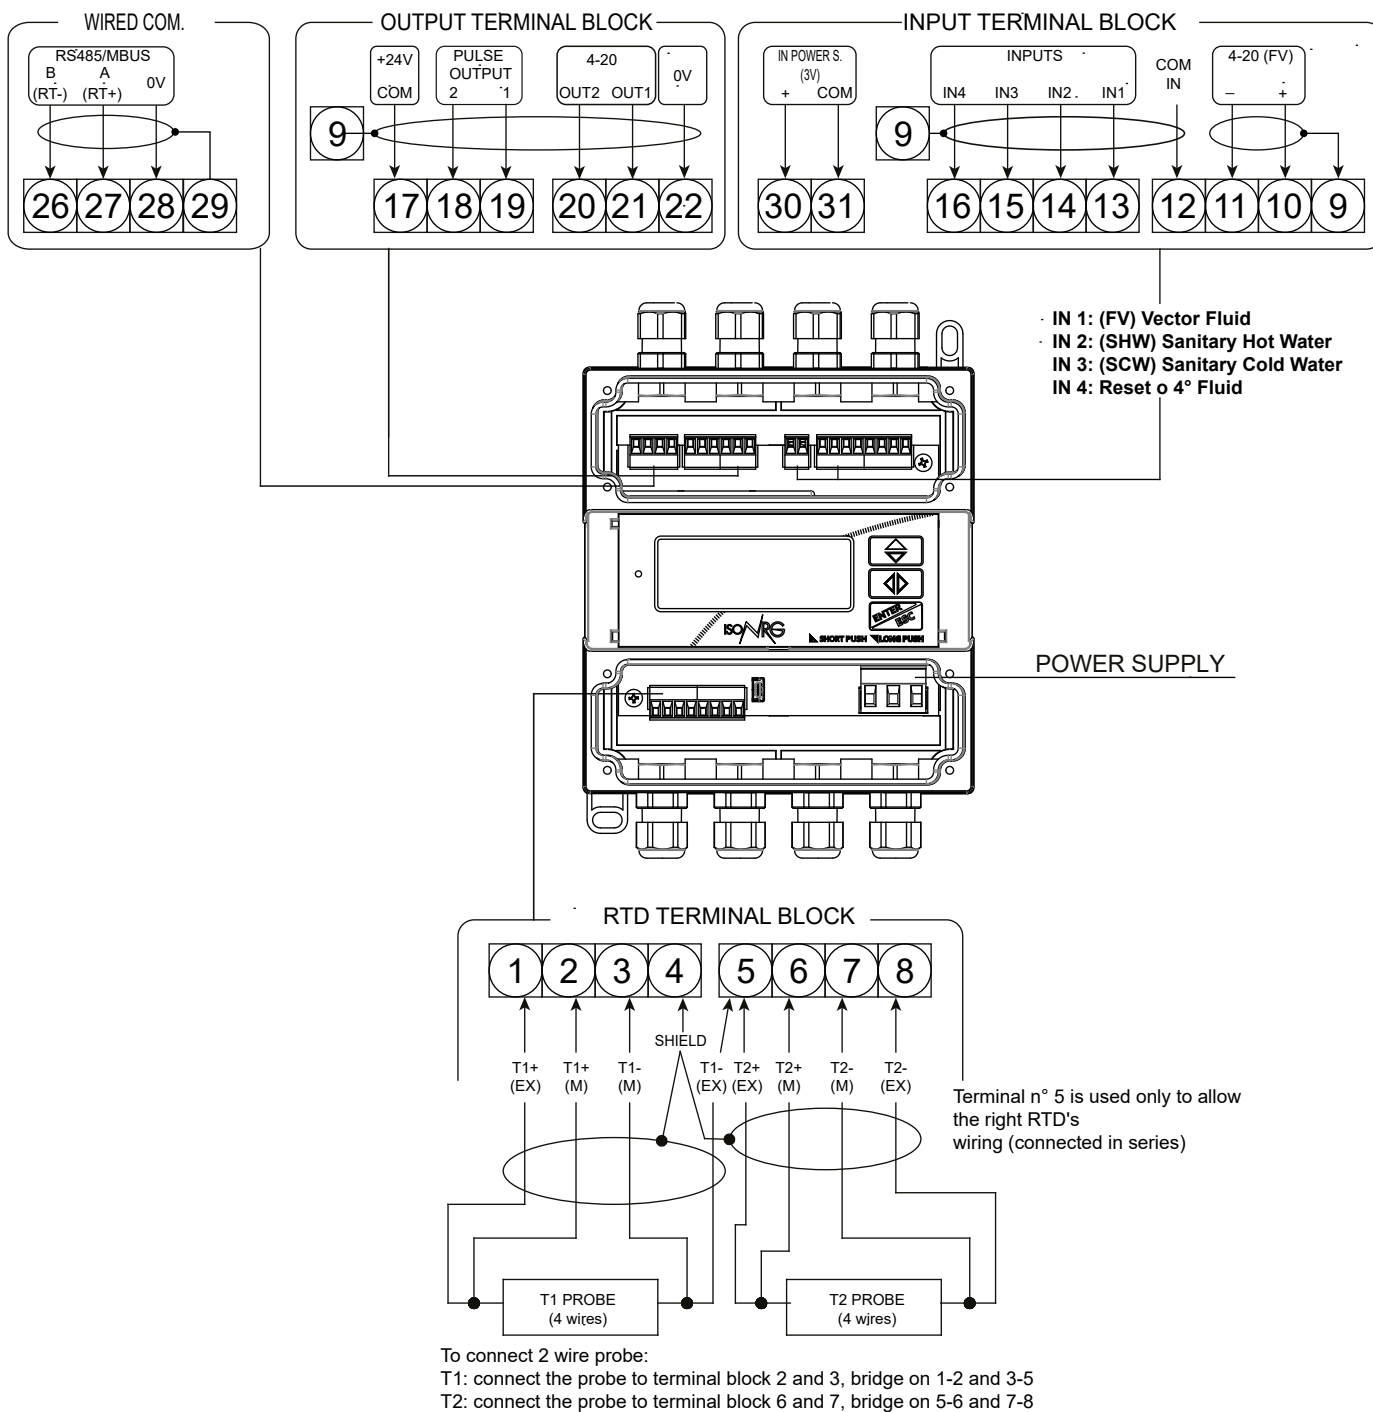 WIRED COM.
RS485/MBUS
B A 0V
(RT-) (RT+)
26 27 28 29
OUTPUT TERMINAL BLOCK
+24V
COM
PULSE
OUTPUT
2 1
4-20
OUT2 OUT1
0V
9
17 18 19 20 21 22
INPUT TERMINAL BLOCK
IN POWER S.
(3V)
+ COM
INPUTS
IN4 IN3 IN2 IN1
COM
IN
4-20 (FV)
– +
9
30 31 16 15 14 13 12 11 10 9
IN 1: (FV) Vector Fluid
IN 2: (SHW) Sanitary Hot Water
IN 3: (SCW) Sanitary Cold Water
IN 4: Reset o 4° Fluid
ENTER
ESC
ISONRG
SHORT PUSH LONG PUSH
POWER SUPPLY
RTD TERMINAL BLOCK
1 2 3 4 5 6 7 8
SHIELD
T1+ T1+ T1- T1- T2+ T2+ T2- T2-
(EX) (M) (M) (EX) (EX) (M) (M) (EX)
Terminal n° 5 is used only to allow
the right RTD's
wiring (connected in series)
T1 PROBE
(4 wires)
T2 PROBE
(4 wires)
To connect 2 wire probe:
T1: connect the probe to terminal block 2 and 3, bridge on 1-2 and 3-5
T2: connect the probe to terminal block 6 and 7, bridge on 5-6 and 7-8